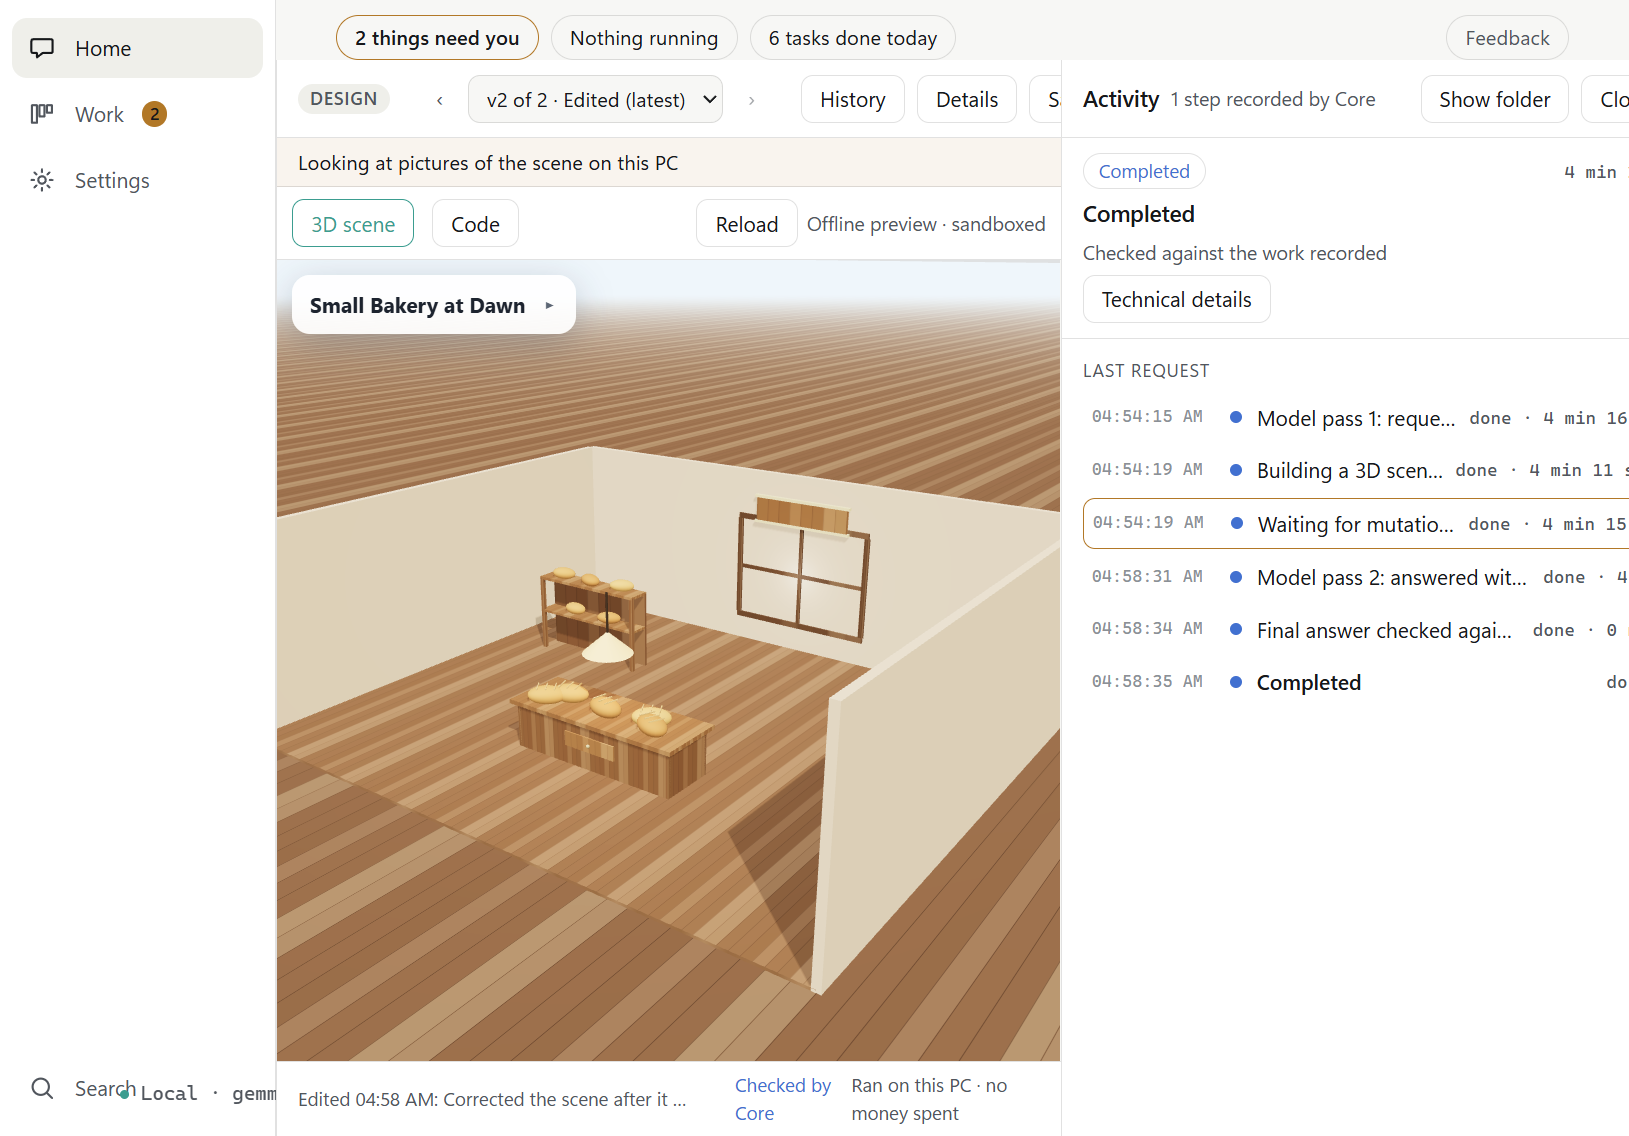 Home
Work 2
Settings
Search
Local · gemm
2 things need you
Nothing running
6 tasks done today
Feedback
DESIGN
‹
v2 of 2 · Edited (latest)
›
History
Details
Looking at pictures of the scene on this PC
3D scene
Code
Reload
Offline preview · sandboxed
Small Bakery at Dawn
Edited 04:58 AM: Corrected the scene after it ...
Checked by
Core
Ran on this PC · no
money spent
Activity 1 step recorded by Core
Show folder
Clo
Completed
4 min
Completed
Checked against the work recorded
Technical details
LAST REQUEST
04:54:15 AM Model pass 1: reque... done · 4 min 16
04:54:19 AM Building a 3D scen... done · 4 min 11 s
04:54:19 AM Waiting for mutatio... done · 4 min 15
04:58:31 AM Model pass 2: answered wit... done · 4
04:58:34 AM Final answer checked agai... done · 0
04:58:35 AM Completed do